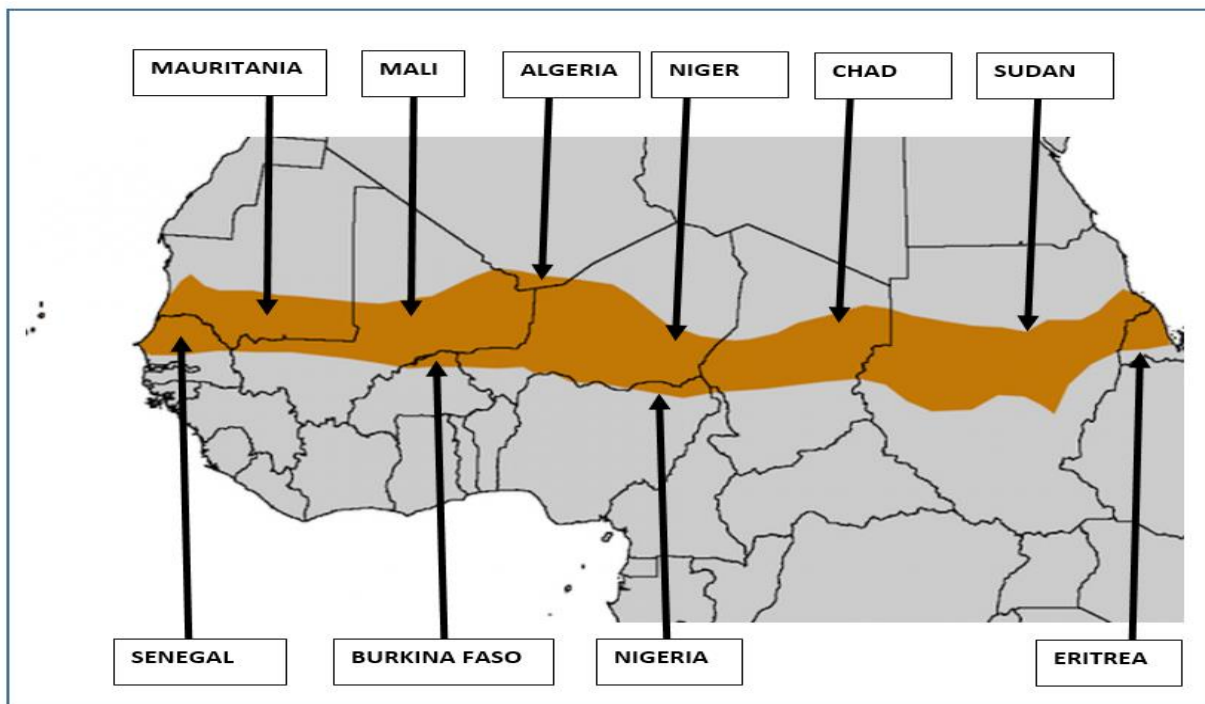 MAURITANIA
MALI
ALGERIA
NIGER
CHAD
SUDAN
SENEGAL
BURKINA FASO
NIGERIA
ERITREA